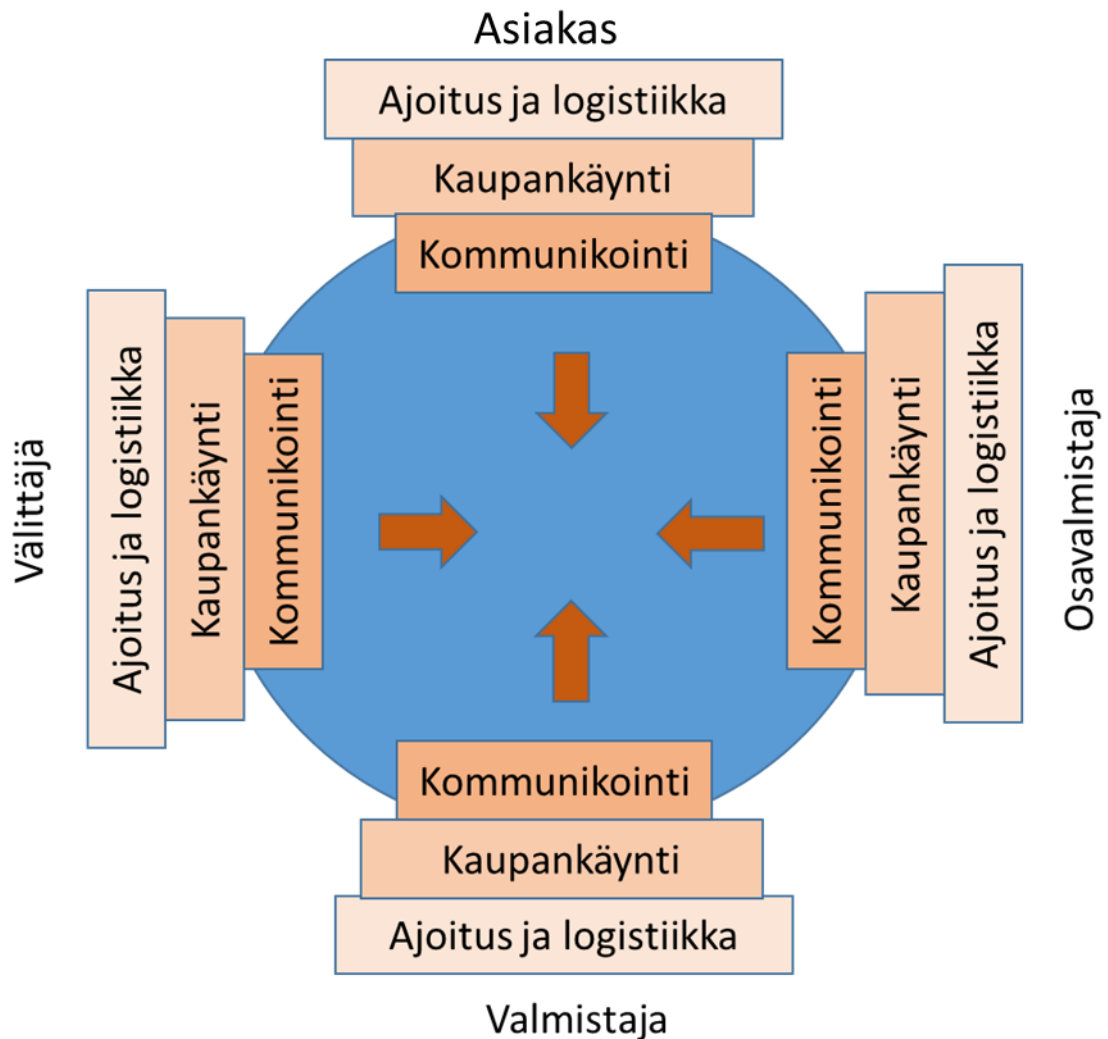 Asiakas
Ajoitus ja logistiikka
Kaupankäynti
Kommunikointi
Välittäjä
Ajoitus ja logistiikka
Kaupankäynti
Kommunikointi
Kommunikointi
Kaupankäynti
Ajoitus ja logistiikka
Osavalmistaja
Kommunikointi
Kaupankäynti
Ajoitus ja logistiikka
Valmistaja